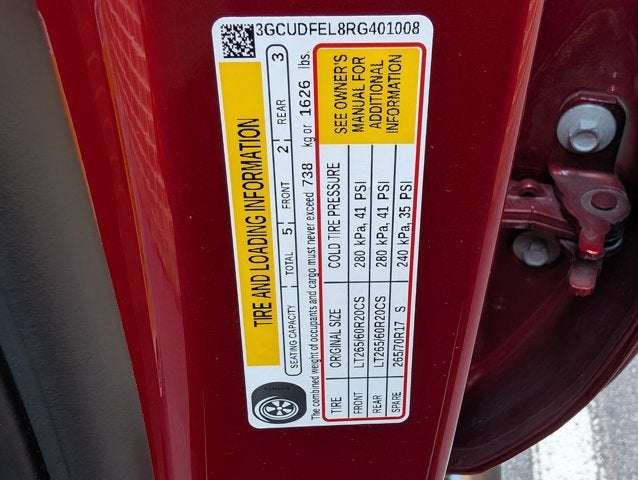 3GCUDFEL8RG401008
TIRE AND LOADING INFORMATION
SEATING CAPACITY TOTAL 5 FRONT 2 REAR 3
The combined weight of occupants and cargo must never exceed 738 kg or 1626 lbs.
TIRE ORIGINAL SIZE COLD TIRE PRESSURE
FRONT LT265/60R20CS 280 kPa, 41 PSI
REAR LT265/60R20CS 280 kPa, 41 PSI
SPARE 265/70R17 S 240 kPa, 35 PSI
SEE OWNER'S
MANUAL FOR
ADDITIONAL
INFORMATION